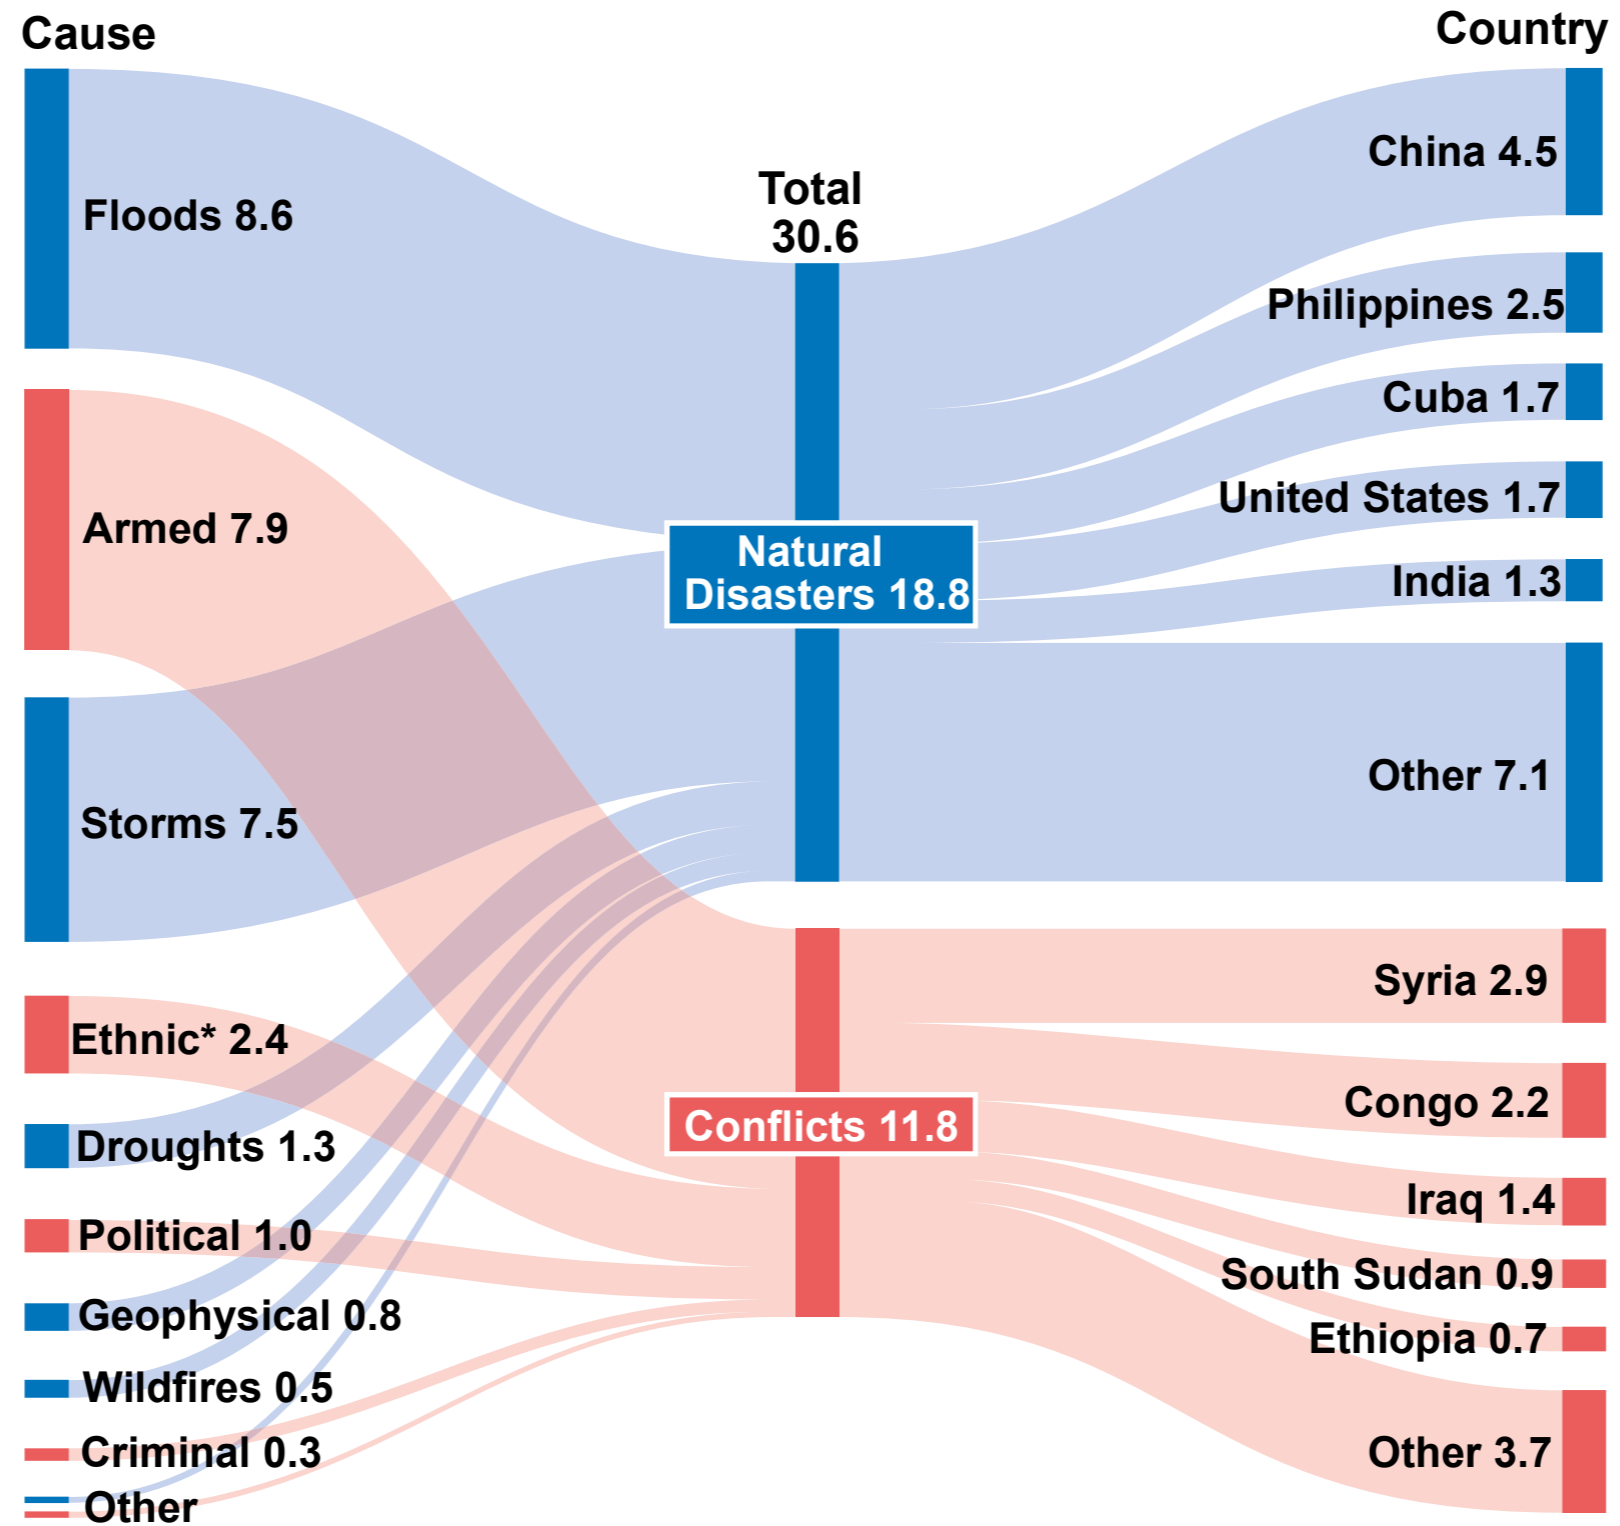 Cause
Country
Floods 8.6
Armed 7.9
Storms 7.5
Ethnic* 2.4
Droughts 1.3
Political 1.0
Geophysical 0.8
Wildfires 0.5
Criminal 0.3
Other
Total
30.6
Natural
Disasters 18.8
Conflicts 11.8
China 4.5
Philippines 2.5
Cuba 1.7
United States 1.7
India 1.3
Other 7.1
Syria 2.9
Congo 2.2
Iraq 1.4
South Sudan 0.9
Ethiopia 0.7
Other 3.7